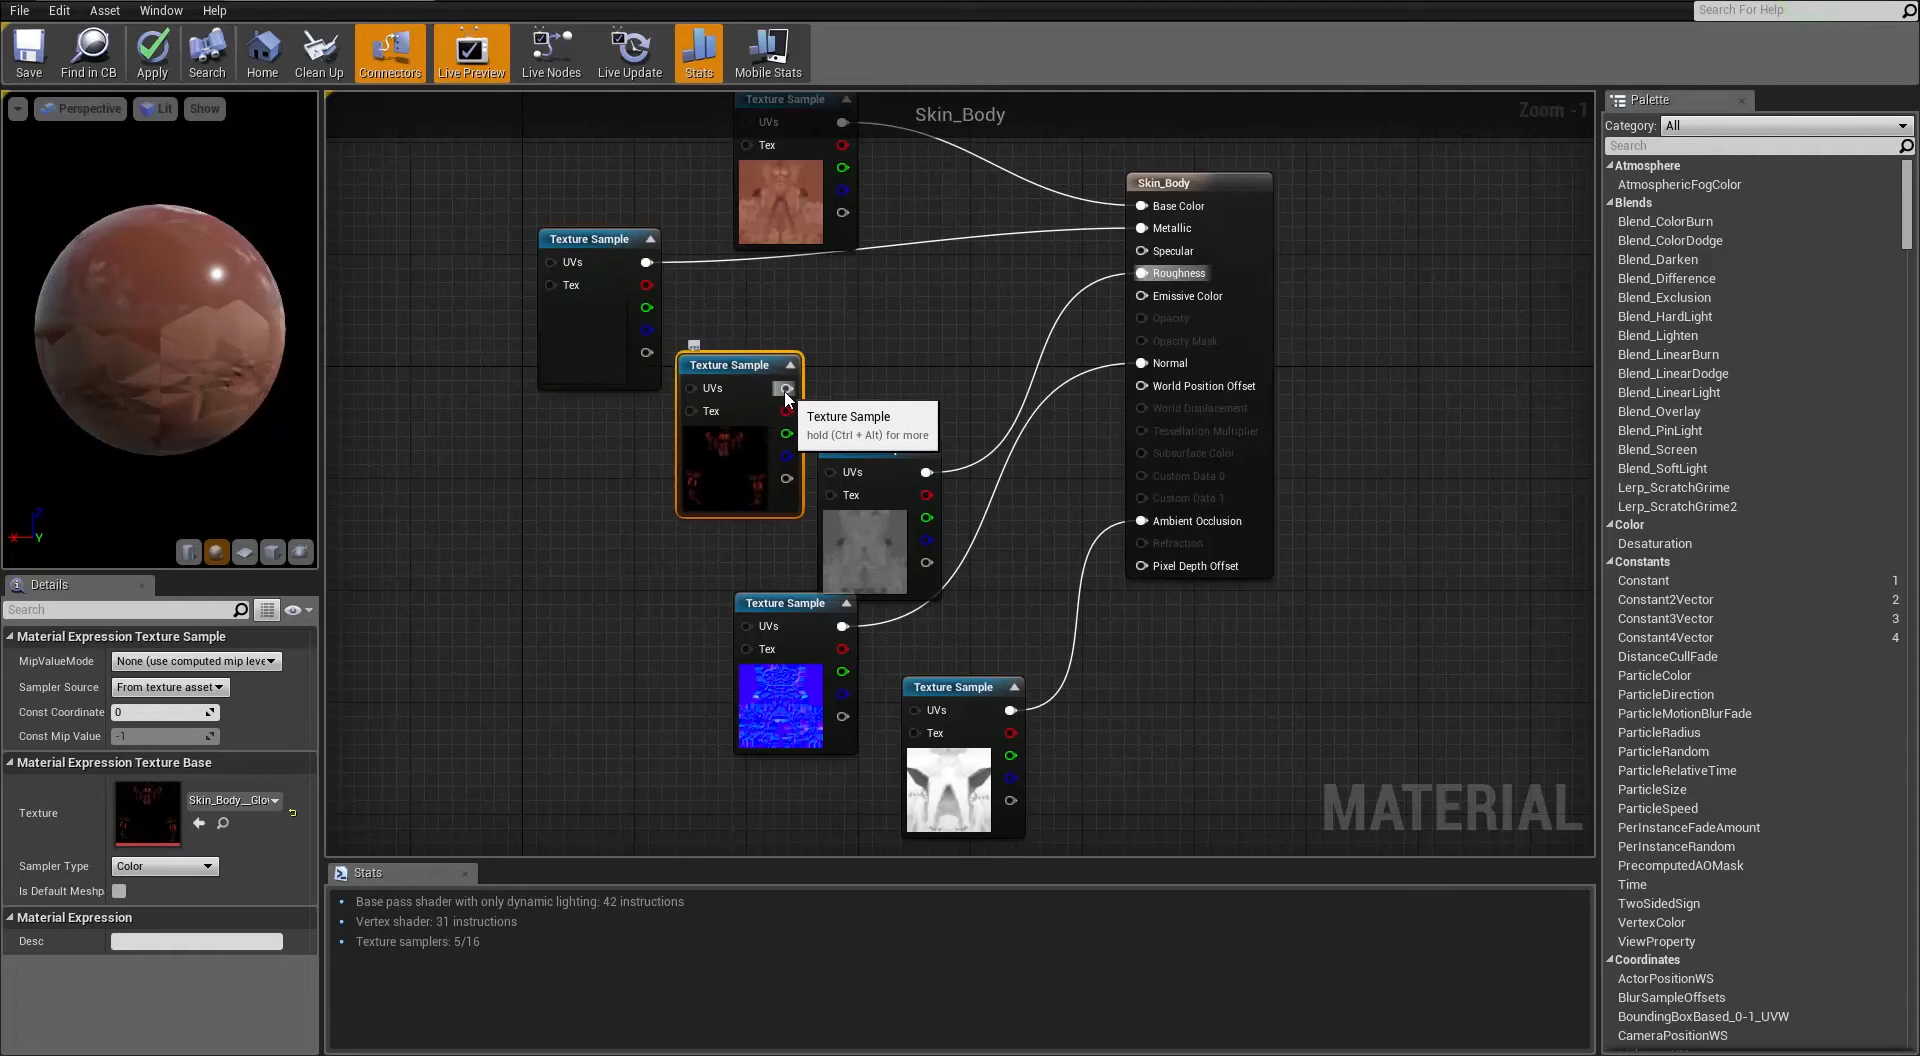 File Edit Asset Window Help
Search For Help
Save Find in CB Apply Search Home Clean Up Connectors Live Preview Live Nodes Live Update Stats Mobile Stats
Perspective Lit Show
Z
X
Y
Details
Search
Material Expression Texture Sample
MipValueMode None (use computed mip leve
Sampler Source From texture asset
Const Coordinate 0
Const Mip Value -1
Material Expression Texture Base
Texture Skin_Body__Glo
Sampler Type Color
Is Default Meshp
Material Expression
Desc
Skin_Body
Zoom -1
Texture Sample
UVs
Tex
Texture Sample
UVs
Tex
Texture Sample
UVs
Tex
Texture Sample
hold (Ctrl + Alt) for more
UVs
Tex
Texture Sample
UVs
Tex
Texture Sample
UVs
Tex
Skin_Body
Base Color
Metallic
Specular
Roughness
Emissive Color
Opacity
Opacity Mask
Normal
World Position Offset
World Displacement
Tessellation Multiplier
Subsurface Color
Custom Data 0
Custom Data 1
Ambient Occlusion
Refraction
Pixel Depth Offset
MATERIAL
Stats
Base pass shader with only dynamic lighting: 42 instructions
Vertex shader: 31 instructions
Texture samplers: 5/16
Palette
Category: All
Search
Atmosphere
AtmosphericFogColor
Blends
Blend_ColorBurn
Blend_ColorDodge
Blend_Darken
Blend_Difference
Blend_Exclusion
Blend_HardLight
Blend_Lighten
Blend_LinearBurn
Blend_LinearDodge
Blend_LinearLight
Blend_Overlay
Blend_PinLight
Blend_Screen
Blend_SoftLight
Lerp_ScratchGrime
Lerp_ScratchGrime2
Color
Desaturation
Constants
Constant 1
Constant2Vector 2
Constant3Vector 3
Constant4Vector 4
DistanceCullFade
ParticleColor
ParticleDirection
ParticleMotionBlurFade
ParticleRadius
ParticleRandom
ParticleRelativeTime
ParticleSize
ParticleSpeed
PerInstanceFadeAmount
PerInstanceRandom
PrecomputedAOMask
Time
TwoSidedSign
VertexColor
ViewProperty
Coordinates
ActorPositionWS
BlurSampleOffsets
BoundingBoxBased_0-1_UVW
CameraPositionWS